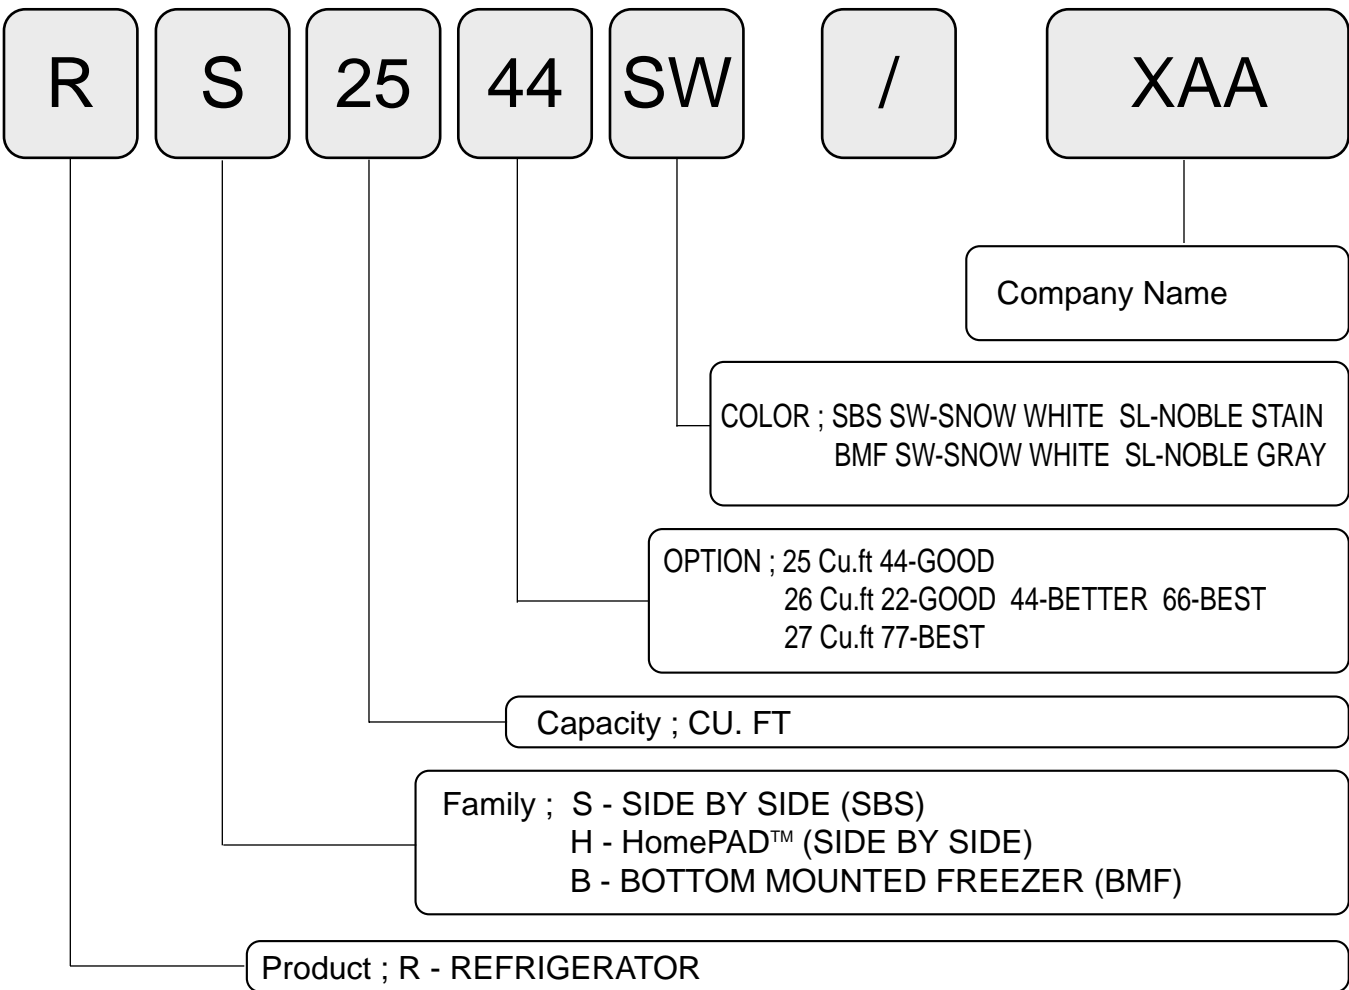 R S 25 44 SW / XAA
Company Name
COLOR ; SBS SW-SNOW WHITE SL-NOBLE STAIN
BMF SW-SNOW WHITE SL-NOBLE GRAY
OPTION ; 25 Cu.ft 44-GOOD
26 Cu.ft 22-GOOD 44-BETTER 66-BEST
27 Cu.ft 77-BEST
Capacity ; CU. FT
Family ; S - SIDE BY SIDE (SBS)
H - HomePAD™ (SIDE BY SIDE)
B - BOTTOM MOUNTED FREEZER (BMF)
Product ; R - REFRIGERATOR